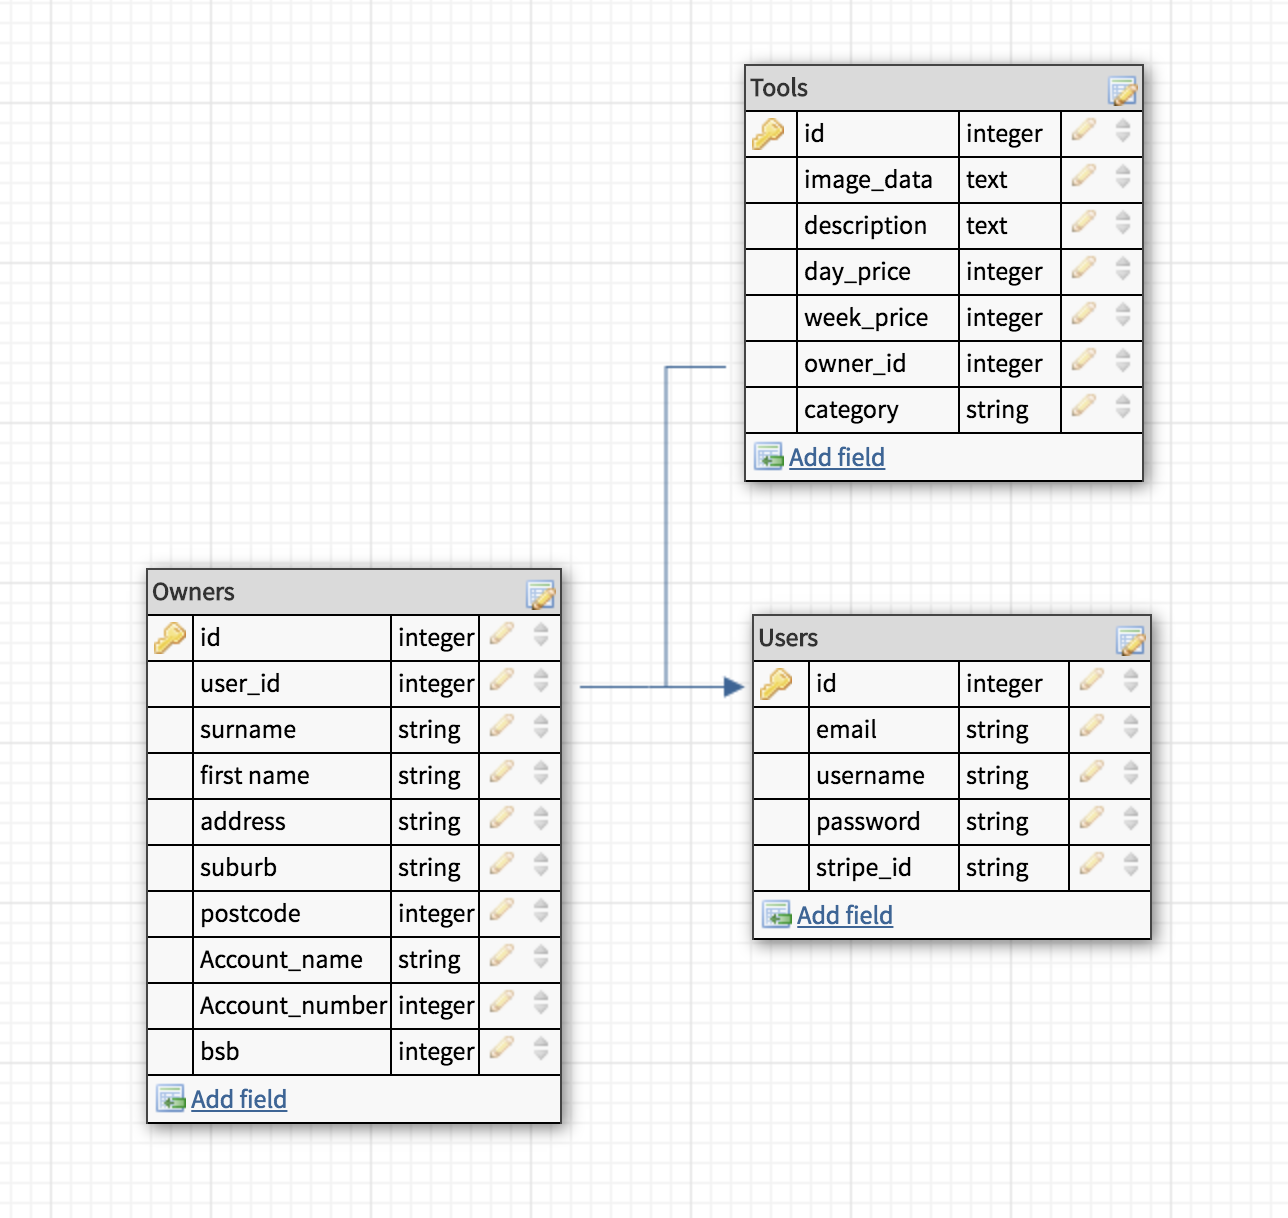 Tools
id integer
image_data text
description text
day_price integer
week_price integer
owner_id integer
category string
Add field
Owners
id integer
user_id integer
surname string
first name string
address string
suburb string
postcode integer
Account_name string
Account_number integer
bsb integer
Add field
Users
id integer
email string
username string
password string
stripe_id string
Add field